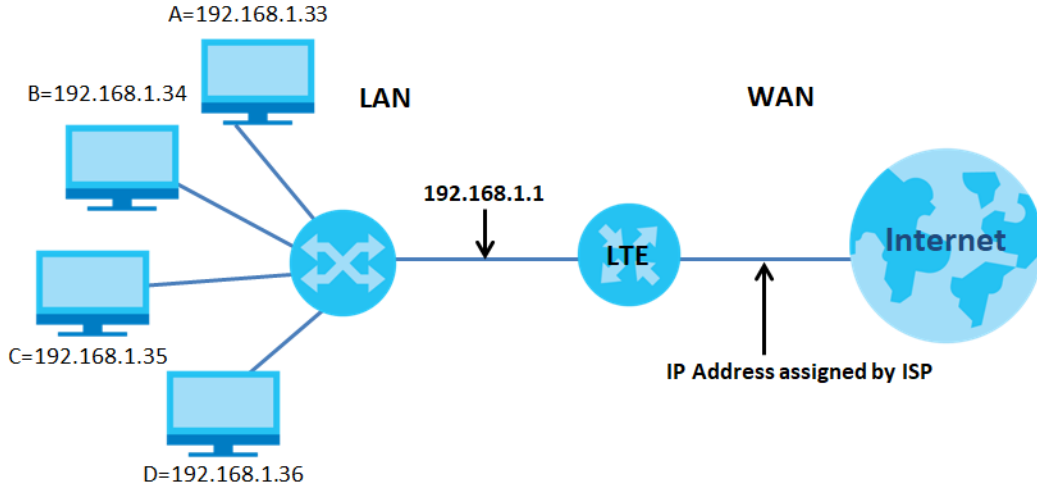 A=192.168.1.33
B=192.168.1.34
LAN
WAN
192.168.1.1
LTE
Internet
C=192.168.1.35
IP Address assigned by ISP
D=192.168.1.36